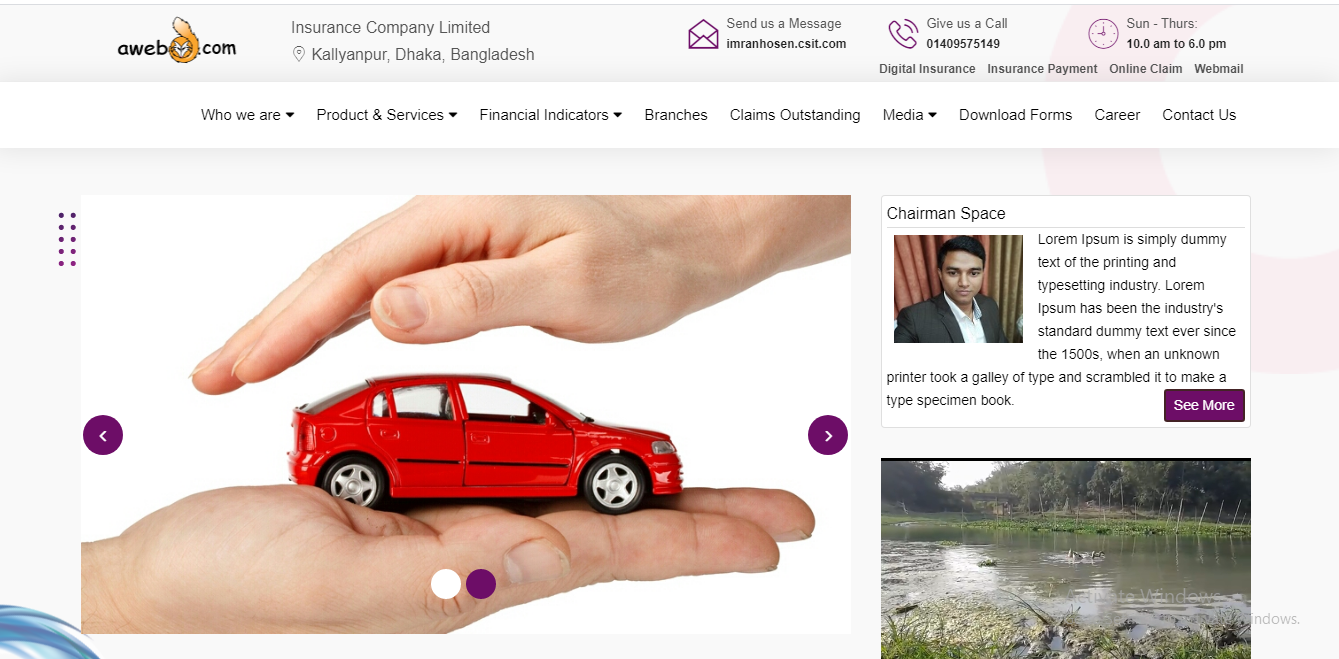 aweb.com
Insurance Company Limited
Kallyanpur, Dhaka, Bangladesh
Send us a Message
imranhosen.csit.com
Give us a Call
01409575149
Sun - Thurs:
10.0 am to 6.0 pm
Digital Insurance Insurance Payment Online Claim Webmail
Who we are Product & Services Financial Indicators Branches Claims Outstanding Media Download Forms Career Contact Us
Chairman Space
Lorem Ipsum is simply dummy
text of the printing and
typesetting industry. Lorem
Ipsum has been the industry's
standard dummy text ever since
the 1500s, when an unknown
printer took a galley of type and scrambled it to make a
type specimen book.
See More
Activate Windows
indows.